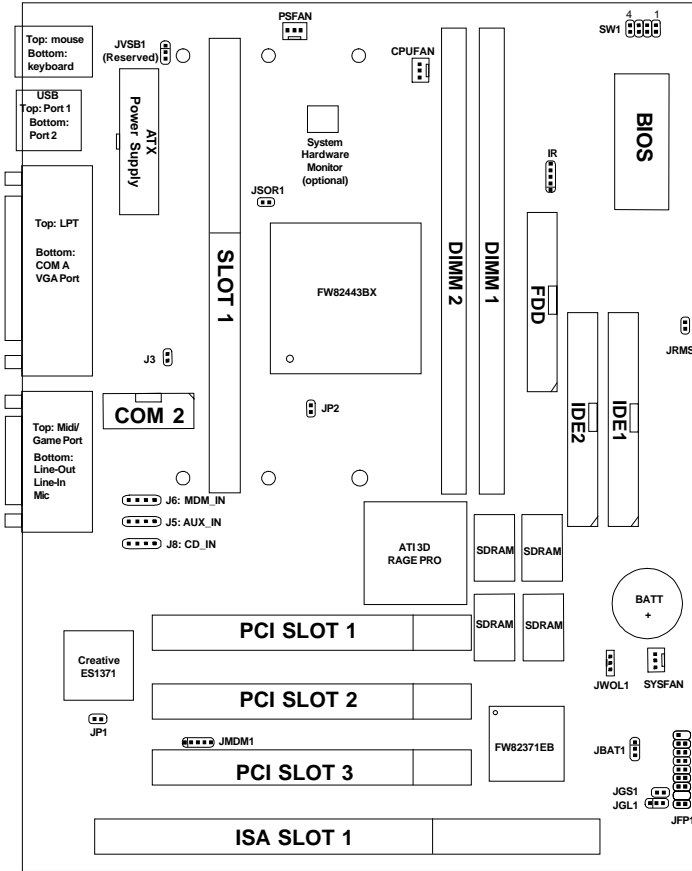 PSFAN
4 1
SW1
Top: mouse
Bottom:
keyboard
JVSB1
(Reserved)
CPUFAN
USB
Top: Port 1
Bottom:
Port 2
ATX
Power Supply
System
Hardware
Monitor
(optional)
BIOS
IR
JSOR1
Top: LPT
Bottom:
COM A
VGA Port
SLOT 1
FW82443BX
DIMM 2
DIMM 1
FDD
JRMS
J3
IDE2
IDE1
COM 2
JP2
Top: Midi/
Game Port
Bottom:
Line-Out
Line-In
Mic
J6: MDM_IN
J5: AUX_IN
J8: CD_IN
ATI 3D
RAGE PRO
SDRAM
SDRAM
BATT
+
PCI SLOT 1
SDRAM
SDRAM
Creative
ES1371
JWOL1
SYSFAN
PCI SLOT 2
JP1
JMDM1
FW82371EB
JBAT1
PCI SLOT 3
JGS1
JGL1
JFP1
ISA SLOT 1